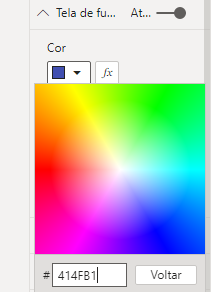 Tela de fu... At...
Cor
fx
# 414FB1
Voltar